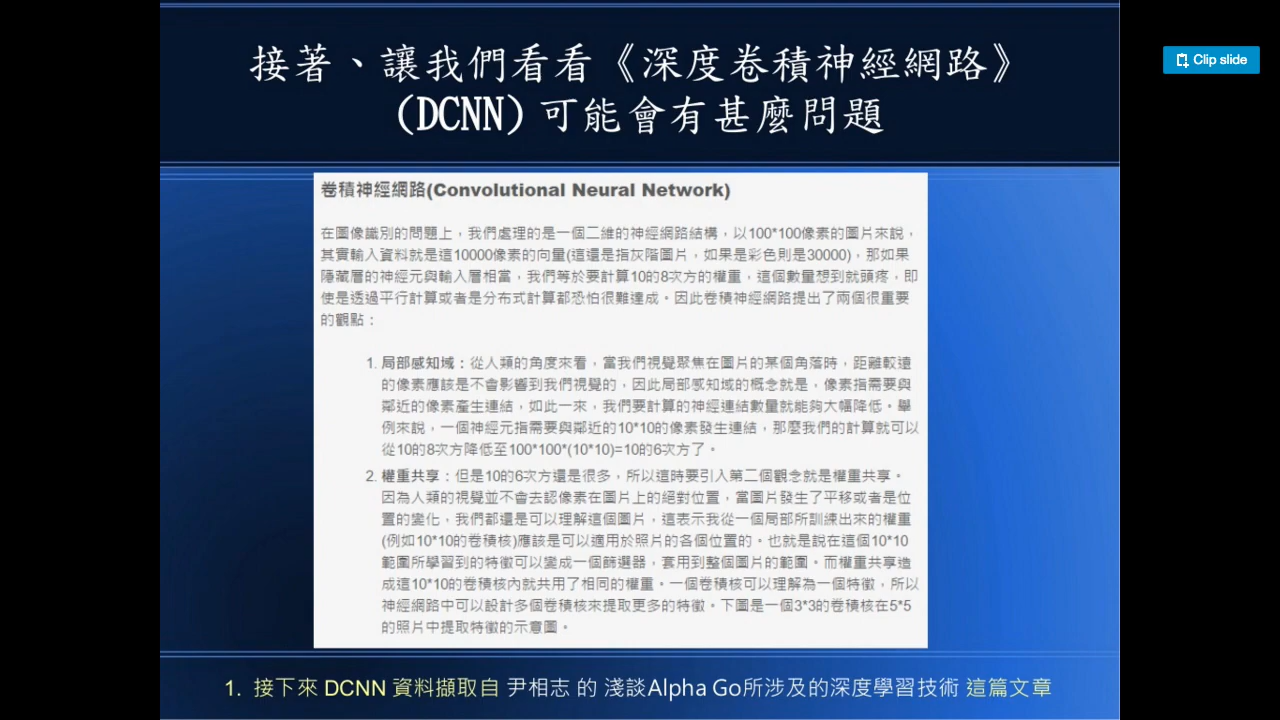 接著、讓我們看看《深度卷積神經網路》
(DCNN) 可能會有甚麼問題
Clip slide
卷積神經網路(Convolutional Neural Network)
在圖像識別的問題上，我們處理的是一個二維的神經網路結構，以100*100像素的圖片來說，
其實輸入資料就是這10000像素的向量(這還是指灰階圖片，如果是彩色則是30000)，那如果
隱藏層的神經元與輸入層相當，我們等於要計算10的8次方的權重，這個數量想到就頭疼，即
使是透過平行計算或者是分布式計算都恐怕很難達成。因此卷積神經網路提出了兩個很重要
的觀點：
1. 局部感知域：從人類的角度來看，當我們視覺聚焦在圖片的某個角落時，距離較遠
的像素應該是不會影響到我們視覺的，因此局部感知域的概念就是，像素指需要與
鄰近的像素產生連結，如此一來，我們要計算的神經連結數量就能夠大幅降低。舉
例來說，一個神經元指需要與鄰近的10*10的像素發生連結，那麼我們的計算就可以
從10的8次方降低至100*100*(10*10)=10的6次方了。
2. 權重共享：但是10的6次方還是很多，所以這時要引入第二個觀念就是權重共享。
因為人類的視覺並不會去認像素在圖片上的絕對位置，當圖片發生了平移或者是位
置的變化，我們都還是可以理解這個圖片，這表示我從一個局部所訓練出來的權重
(例如10*10的卷積核)應該是可以適用於照片的各個位置的。也就是說在這個10*10
範圍所學習到的特徵可以變成一個篩選器，套用到整個圖片的範圍。而權重共享造
成這10*10的卷積核內就共用了相同的權重。一個卷積核可以理解為一個特徵，所以
神經網路中可以設計多個卷積核來提取更多的特徵。下圖是一個3*3的卷積核在5*5
的照片中提取特徵的示意圖。
1. 接下來 DCNN 資料擷取自 尹相志 的 淺談Alpha Go所涉及的深度學習技術 這篇文章